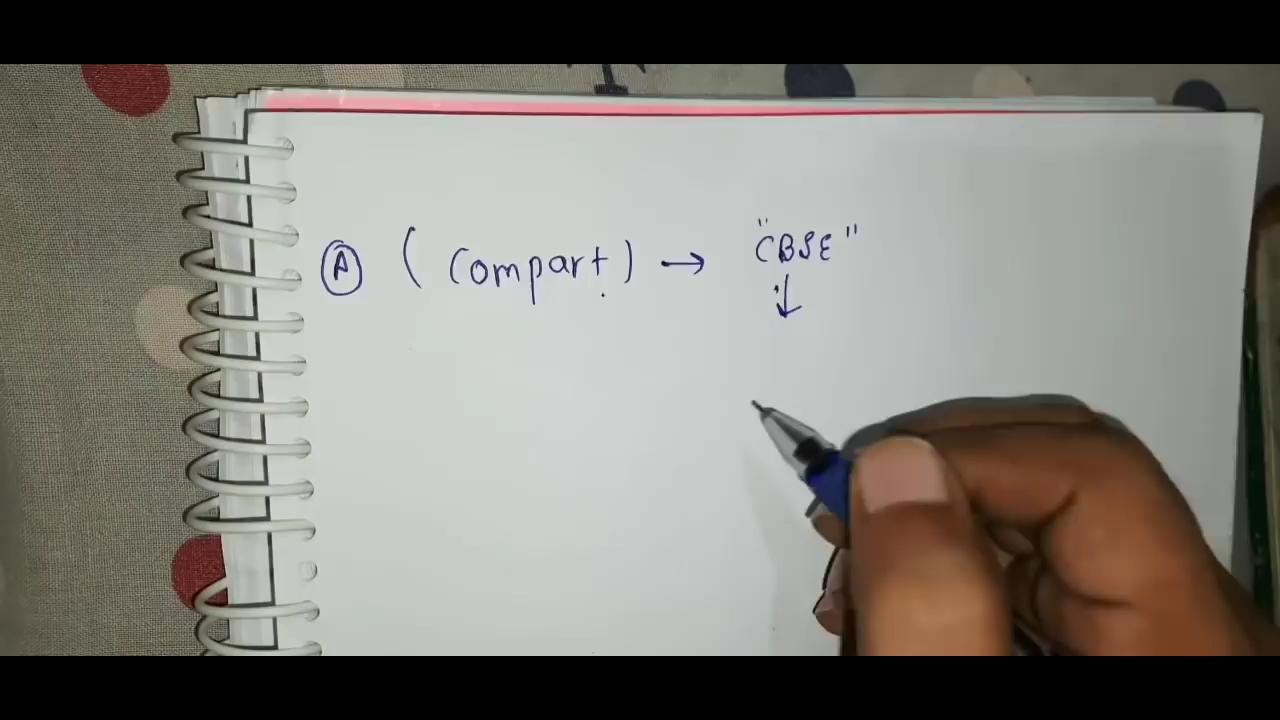 Ⓐ ( Compart ) → "CBSE"
↓